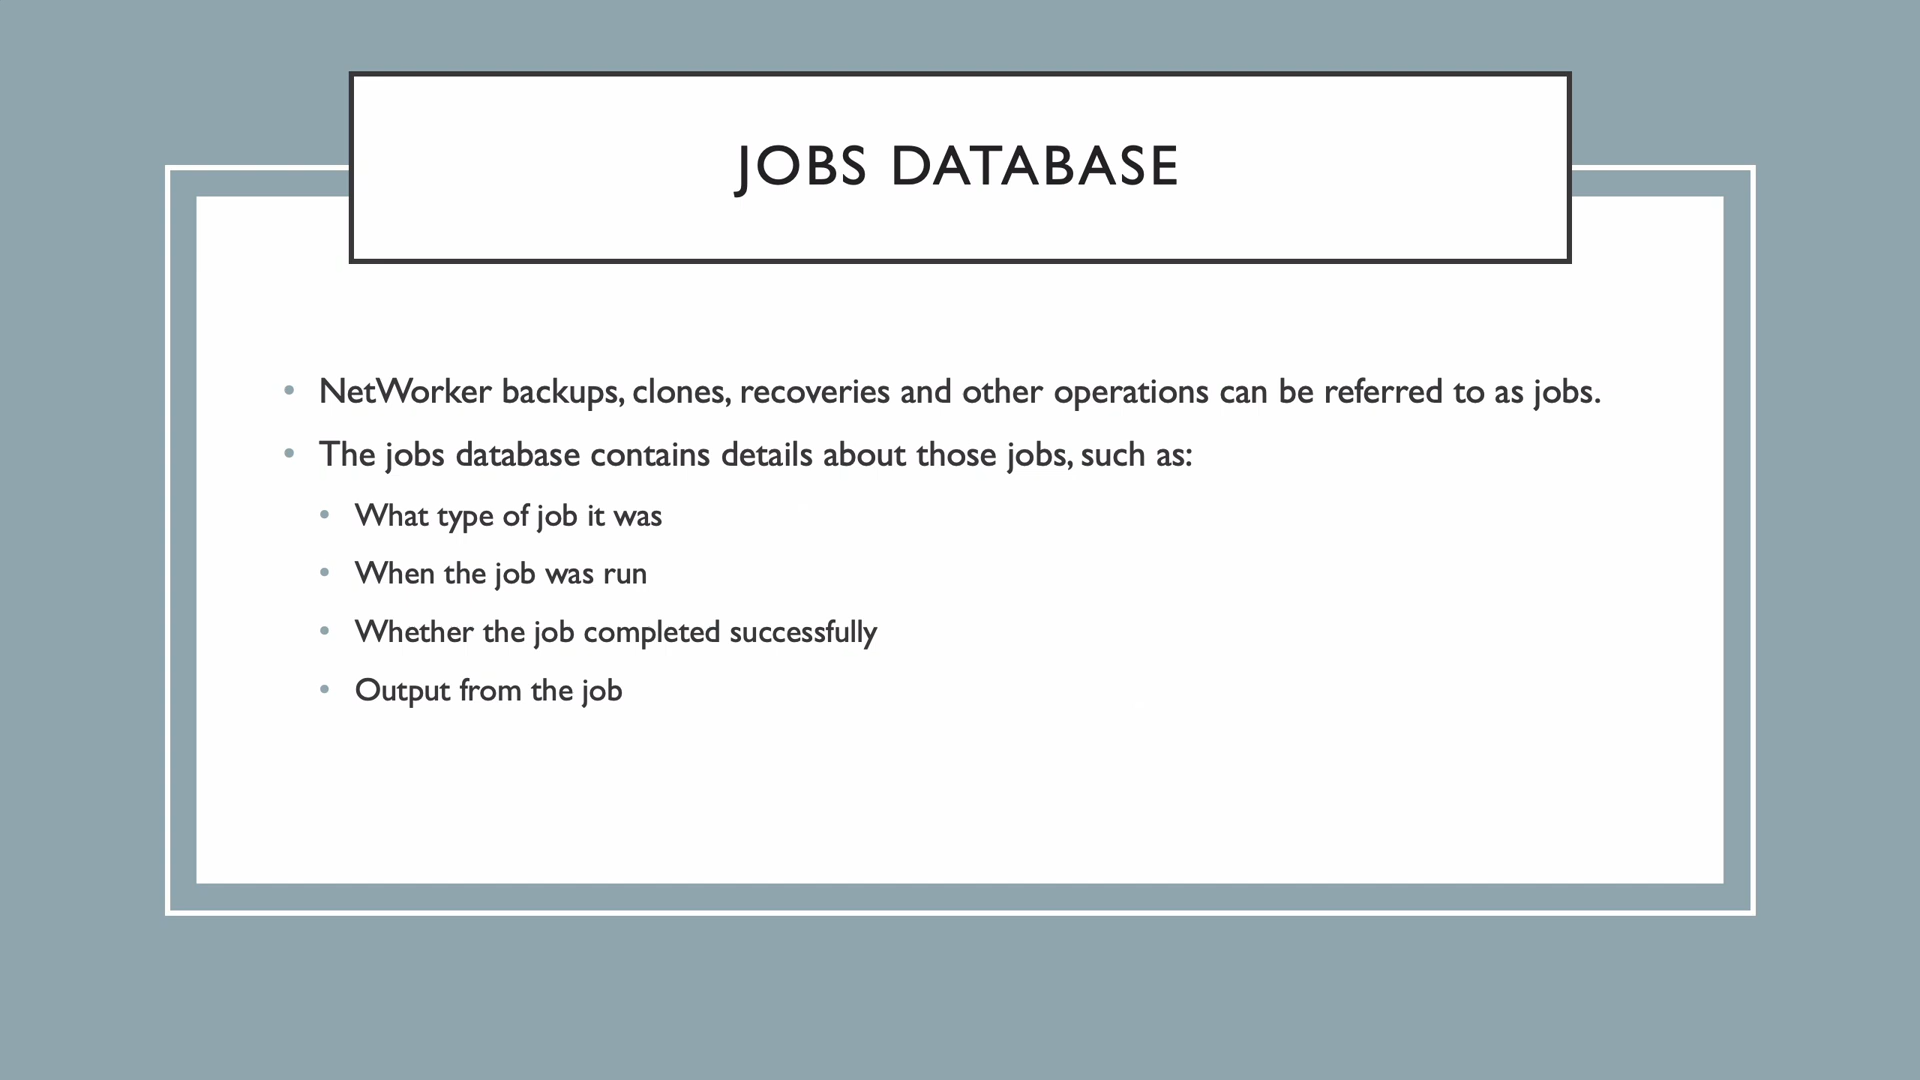 JOBS DATABASE
• NetWorker backups, clones, recoveries and other operations can be referred to as jobs.
• The jobs database contains details about those jobs, such as:
• What type of job it was
• When the job was run
• Whether the job completed successfully
• Output from the job